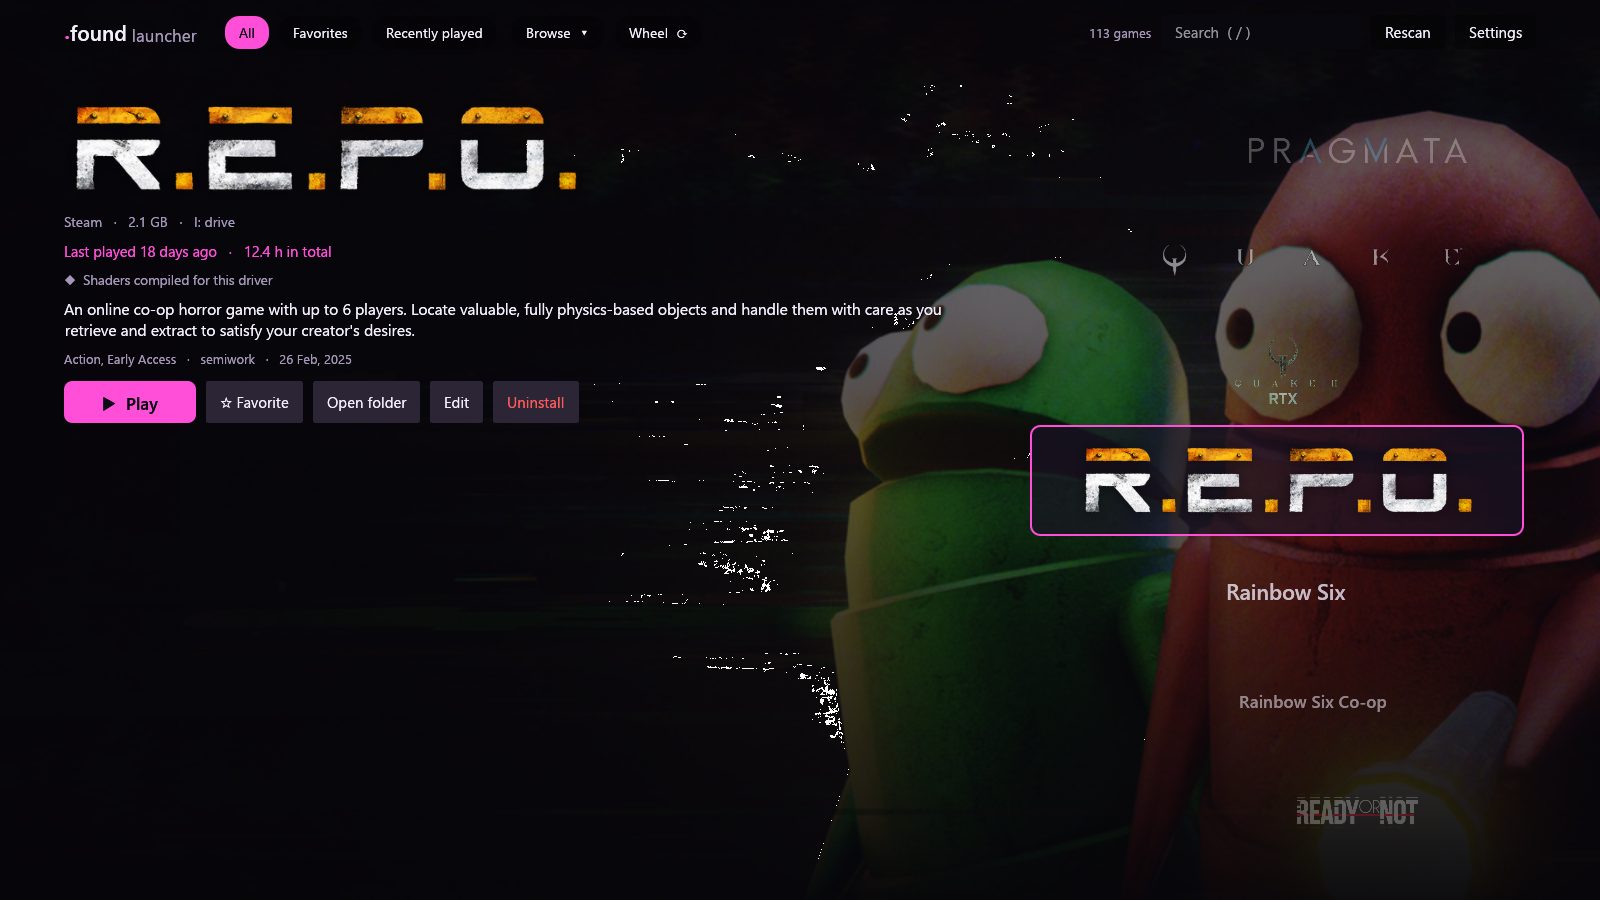 .found launcher
All
Favorites
Recently played
Browse ▾
Wheel ⟳
113 games
Search ( / )
Rescan
Settings
R.E.P.O.
Steam · 2.1 GB · I: drive
Last played 18 days ago · 12.4 h in total
◆ Shaders compiled for this driver
An online co-op horror game with up to 6 players. Locate valuable, fully physics-based objects and handle them with care as you
retrieve and extract to satisfy your creator's desires.
Action, Early Access · semiwork · 26 Feb, 2025
▶ Play
☆ Favorite
Open folder
Edit
Uninstall
PRAGMATA
QUAKE
QUAKE II
RTX
R.E.P.O.
Rainbow Six
Rainbow Six Co-op
READY OR NOT